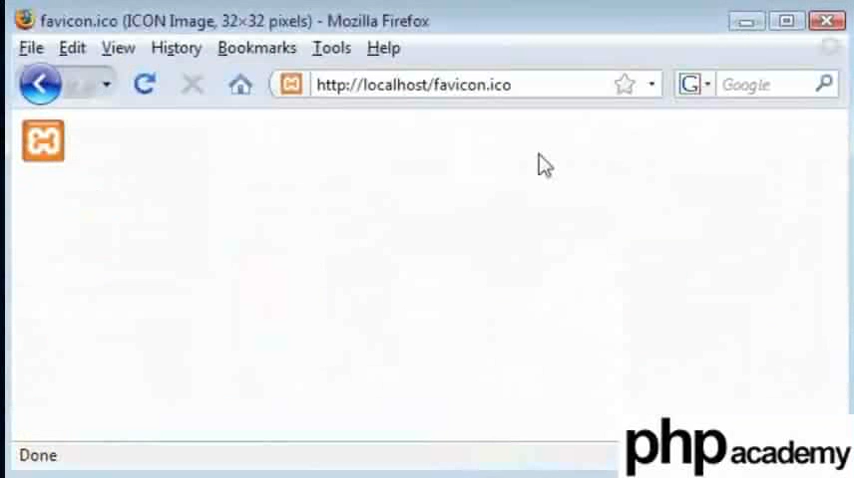 favicon.ico (ICON Image, 32×32 pixels) - Mozilla Firefox
File Edit View History Bookmarks Tools Help
http://localhost/favicon.ico G Google
Done
php academy